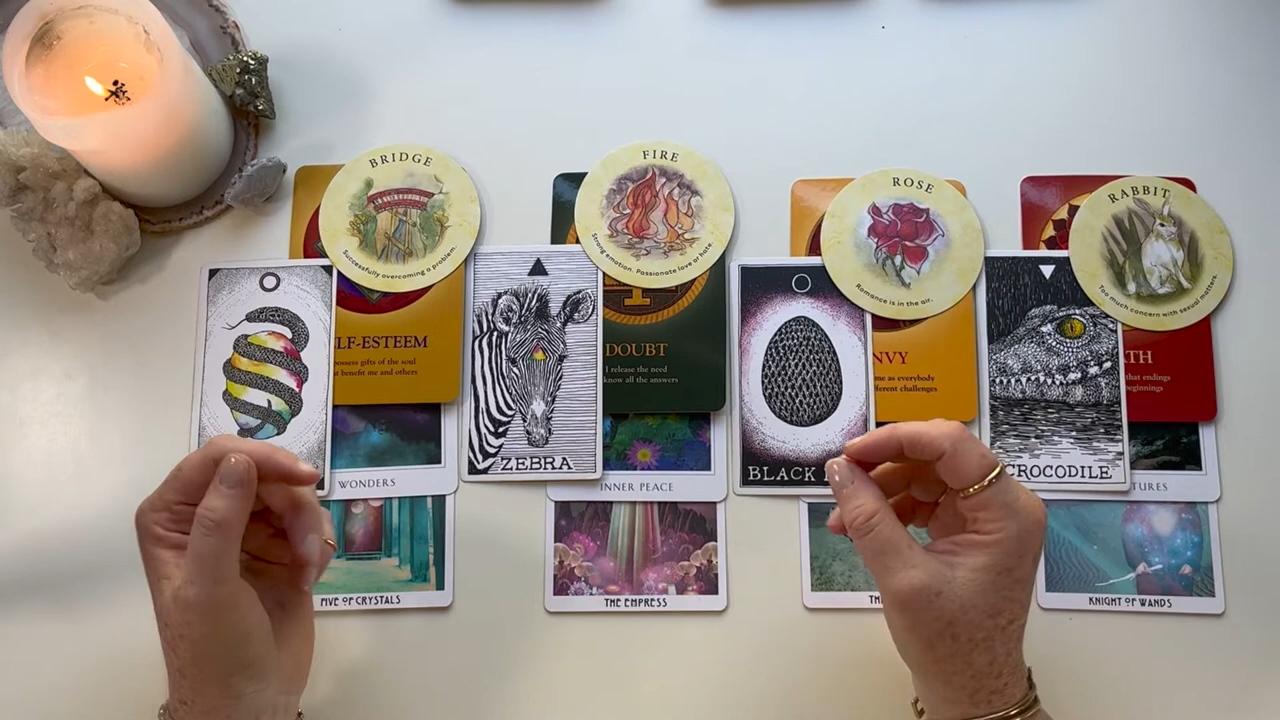 BRIDGE
Successfully overcoming a problem.
LF-ESTEEM
possess gifts of the soul
t benefit me and others
WONDERS
FIVE OF CRYSTALS
FIRE
Strong emotion. Passionate love or hate.
ZEBRA
DOUBT
I release the need
know all the answers
INNER PEACE
THE EMPRESS
ROSE
Romance is in the air.
BLACK
NVY
me as everybody
fferent challenges
TH
RABBIT
Too much concern with sexual matters.
CROCODILE
ATH
that endings
beginnings
TURES
KNIGHT OF WANDS